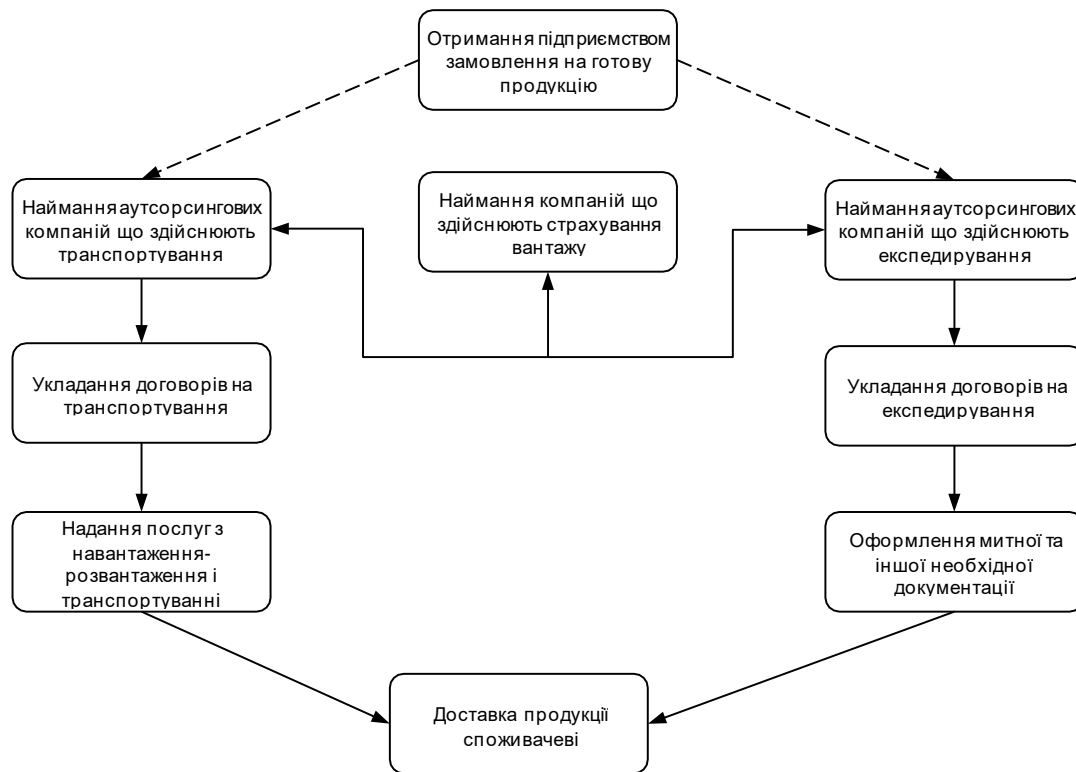 Отримання підприємством
замовлення на готову
продукцію
Наймання аутсорсингових
компаній що здійснюють
транспортування
Наймання компаній що
здійснюють страхування
вантажу
Наймання аутсорсингових
компаній що здійснюють
експедирування
Укладання договорів на
транспортування
Укладання договорів на
експедирування
Надання послуг з
навантаження-
розвантаження і
транспортуванні
Оформлення митної та
іншої необхідної
документації
Доставка продукції
споживачеві